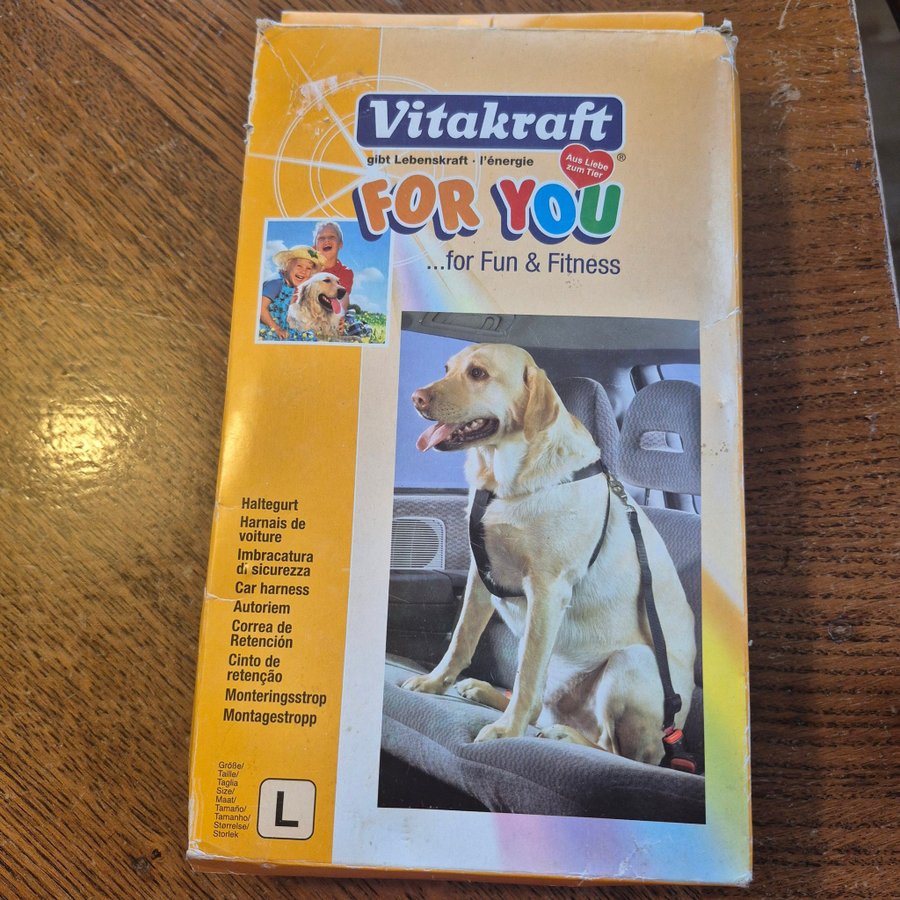 Vitakraft
gibt Lebenskraft · l'énergie
Aus Liebe
zum Tier
®
FOR YOU
...for Fun & Fitness
Haltegurt
Harnais de
voiture
Imbracatura
di sicurezza
Car harness
Autoriem
Correa de
Retención
Cinto de
retenção
Monteringsstrop
Montagestropp
Größe/
Taille/
Taglia
Size/
Maat/
Tamaño/
Tamanho/
Størrelse/
Storlek
L